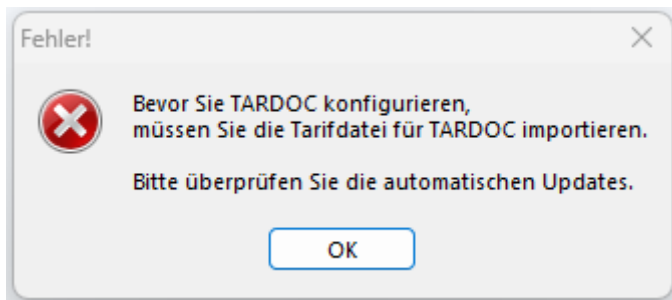 Fehler!
Bevor Sie TARDOC konfigurieren,
müssen Sie die Tarifdatei für TARDOC importieren.
Bitte überprüfen Sie die automatischen Updates.
OK